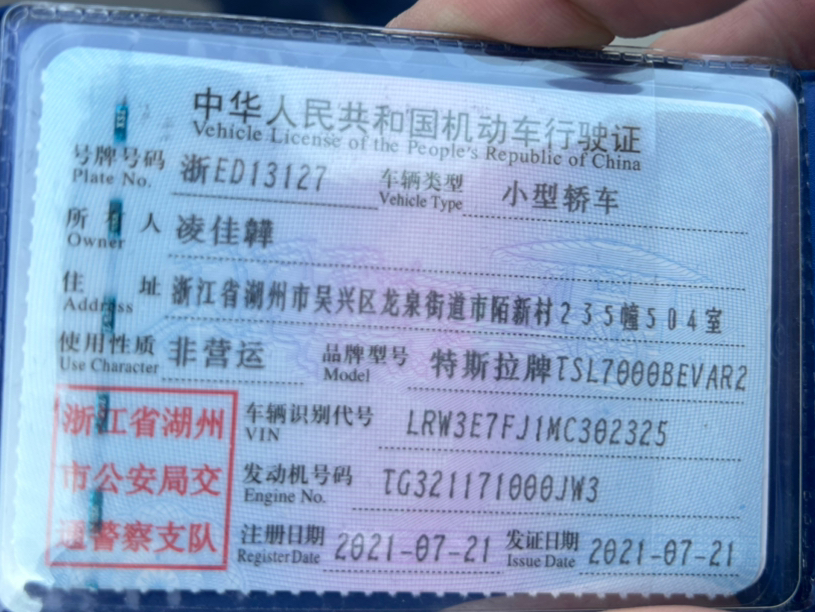 中华人民共和国机动车行驶证
Vehicle License of the People's Republic of China
号牌号码 浙ED13127 车辆类型 小型轿车
Plate No. Vehicle Type
所有人 凌佳韡
Owner
住址 浙江省湖州市吴兴区龙泉街道市陌新村235幢504室
Address
使用性质 非营运 品牌型号 特斯拉牌TSL7000BEVAR2
Use Character Model
浙江省湖州 车辆识别代号 LRW3E7FJ1MC302325
VIN
市公安局交 发动机号码 TG321171000JW3
Engine No.
通警察支队 注册日期 2021-07-21 发证日期 2021-07-21
Register Date Issue Date